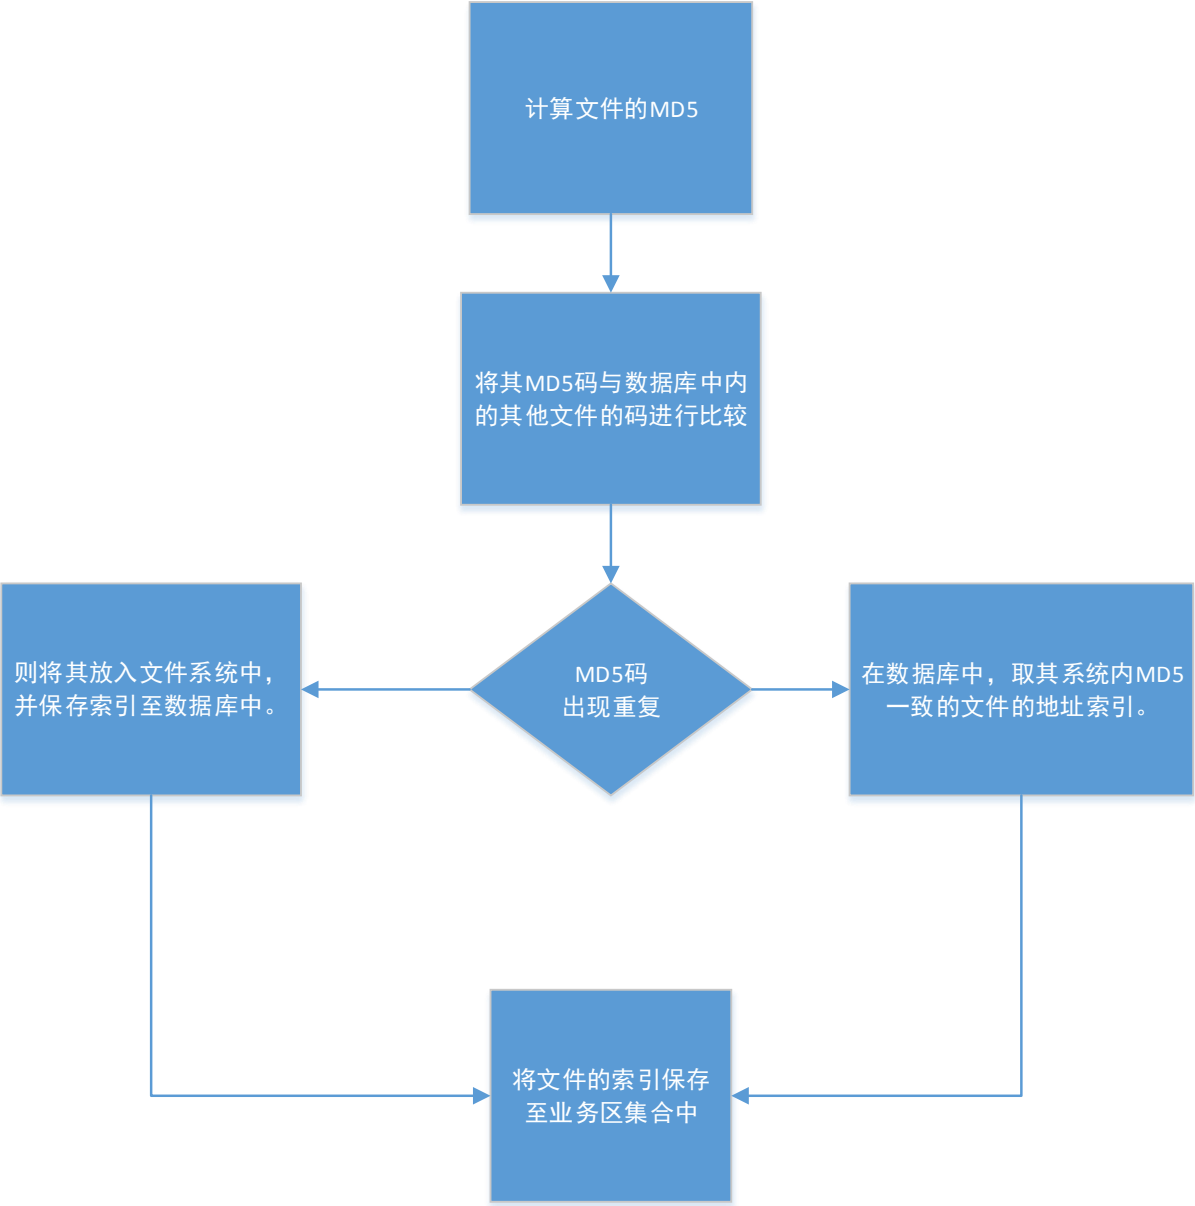 计算文件的MD5
将其MD5码与数据库中内
的其他文件的码进行比较
则将其放入文件系统中，
并保存索引至数据库中。
MD5码
出现重复
在数据库中，取其系统内MD5
一致的文件的地址索引。
将文件的索引保存
至业务区集合中